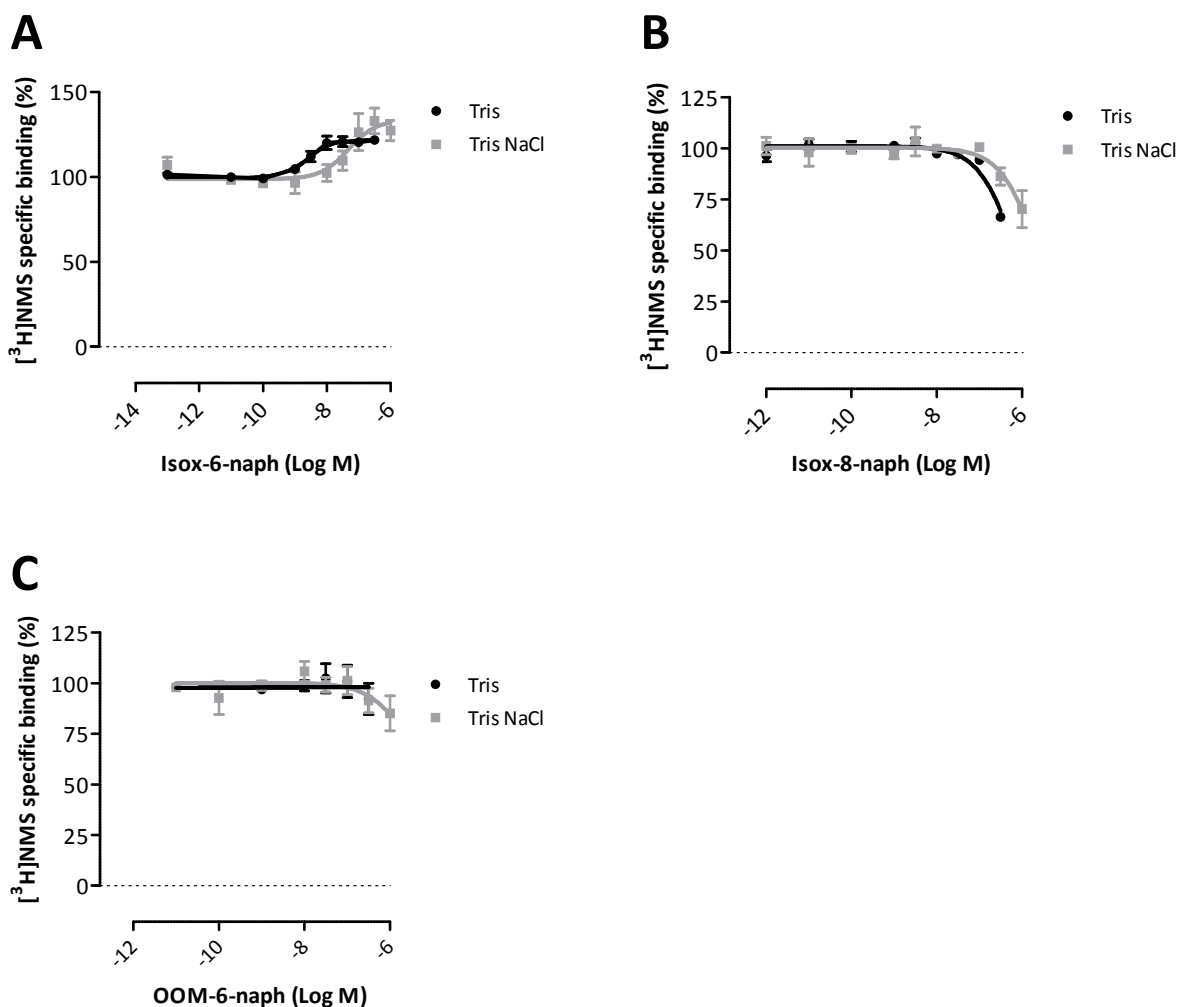 A
[³H]NMS specific binding (%)
150
100
50
0
-14
-12
-10
-8
-6
Isox-6-naph (Log M)
Tris
Tris NaCl
B
[³H]NMS specific binding (%)
125
100
75
50
25
0
-12
-10
-8
-6
Isox-8-naph (Log M)
Tris
Tris NaCl
C
[³H]NMS specific binding (%)
125
100
75
50
25
0
-12
-10
-8
-6
OOM-6-naph (Log M)
Tris
Tris NaCl